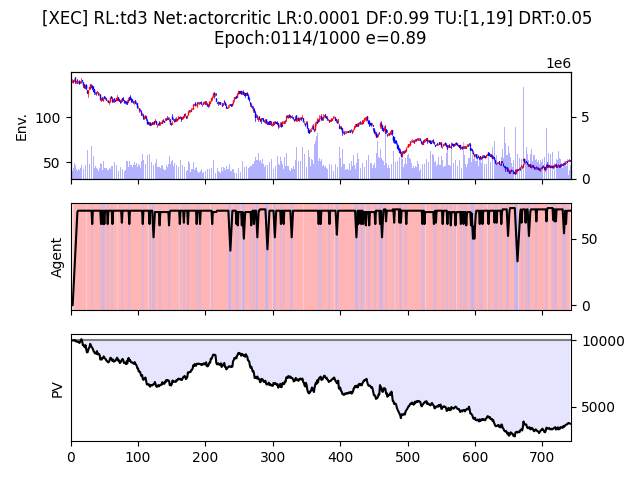 [XEC] RL:td3 Net:actorcritic LR:0.0001 DF:0.99 TU:[1,19] DRT:0.05
Epoch:0114/1000 e=0.89
1e6
Env.
100
50
5
0
Agent
50
0
PV
10000
5000
0 100 200 300 400 500 600 700